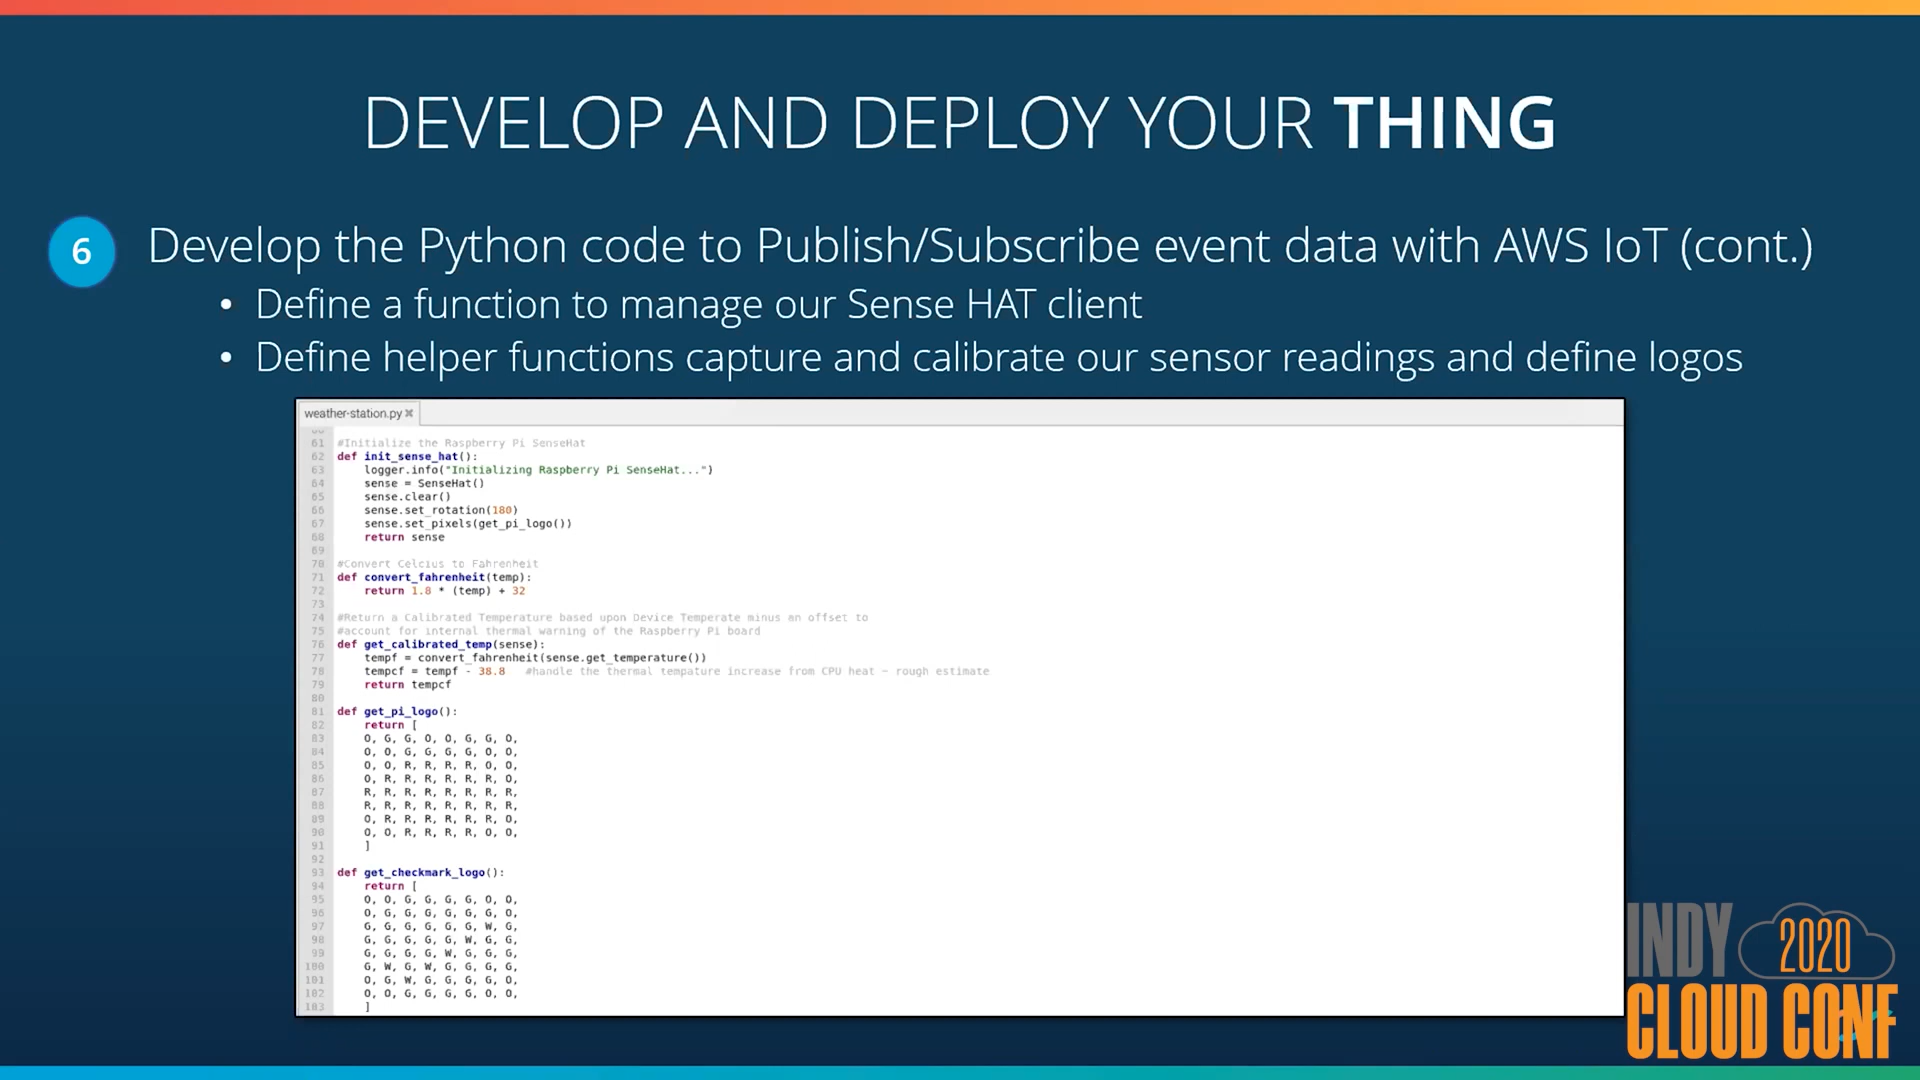 DEVELOP AND DEPLOY YOUR THING
6 Develop the Python code to Publish/Subscribe event data with AWS IoT (cont.)
• Define a function to manage our Sense HAT client
• Define helper functions capture and calibrate our sensor readings and define logos
weather-station.py ✖
61 #Initialize the Raspberry Pi SenseHat
62 def init_sense_hat():
63     logger.info("Initializing Raspberry Pi SenseHat...")
64     sense = SenseHat()
65     sense.clear()
66     sense.set_rotation(180)
67     sense.set_pixels(get_pi_logo())
68     return sense
69
70 #Convert Celcius to Fahrenheit
71 def convert_fahrenheit(temp):
72     return 1.8 * (temp) + 32
73
74 #Return a Calibrated Temperature based upon Device Temperate minus an offset to
75 #account for internal thermal warning of the Raspberry Pi board
76 def get_calibrated_temp(sense):
77     tempf = convert_fahrenheit(sense.get_temperature())
78     tempcf = tempf - 38.8   #handle the thermal tempature increase from CPU heat - rough estimate
79     return tempcf
80
81 def get_pi_logo():
82     return [
83     O, G, G, O, O, G, G, O,
84     O, O, G, G, G, G, O, O,
85     O, O, R, R, R, R, O, O,
86     O, R, R, R, R, R, R, O,
87     R, R, R, R, R, R, R, R,
88     R, R, R, R, R, R, R, R,
89     O, R, R, R, R, R, R, O,
90     O, O, R, R, R, R, O, O,
91     ]
92
93 def get_checkmark_logo():
94     return [
95     O, O, G, G, G, G, O, O,
96     O, G, G, G, G, G, G, O,
97     G, G, G, G, G, G, W, G,
98     G, G, G, G, G, W, G, G,
99     G, G, G, G, W, G, G, G,
100     G, W, G, W, G, G, G, G,
101     O, G, W, G, G, G, G, O,
102     O, O, G, G, G, G, O, O,
103     ]
INDY 2020
CLOUD CONF